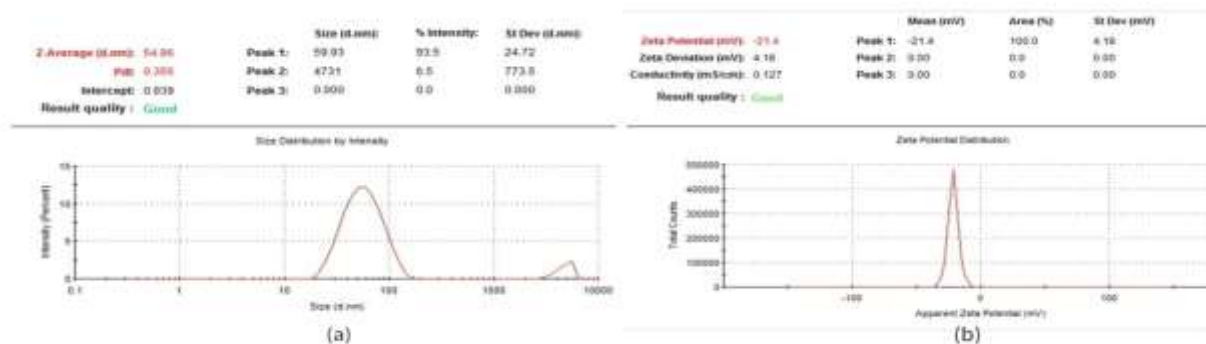 Size (d.nm): % Intensity: St Dev (d.nm):
Z-Average (d.nm): 54.86 Peak 1: 59.93 93.5 24.72
PdI: Peak 2: 4731 6.5 773.5
Intercept: 0.939 Peak 3: 0.000 0.0 0.000
Result quality : Good
Size Distribution by Intensity
Intensity (Percent)
15
10
5
0
0.1 1 10 100 1000 10000
Size (d.nm)
(a)
Mean (mV) Area (%) St Dev (mV)
Zeta Potential (mV): -21.4 Peak 1: -21.4 100.0 4.18
Zeta Deviation (mV): 4.18 Peak 2: 0.00 0.0 0.00
Conductivity (mS/cm): 0.127 Peak 3: 0.00 0.0 0.00
Result quality : Good
Zeta Potential Distribution
Total Counts
500000
400000
300000
200000
100000
0
-100 0 100
Apparent Zeta Potential (mV)
(b)